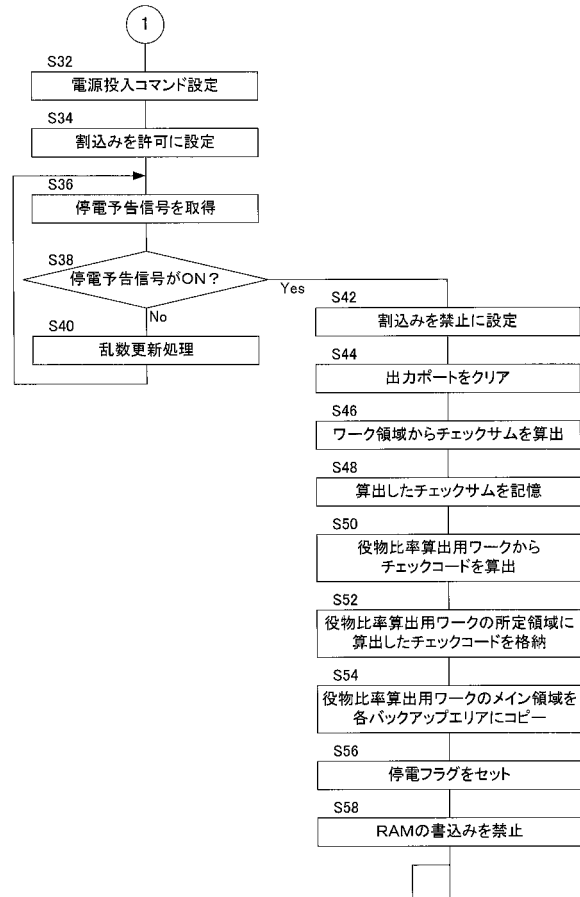 1
S32
電源投入コマンド設定
S34
割込みを許可に設定
S36
停電予告信号を取得
S38
停電予告信号がON?
Yes
No
S40
乱数更新処理
S42
割込みを禁止に設定
S44
出力ポートをクリア
S46
ワーク領域からチェックサムを算出
S48
算出したチェックサムを記憶
S50
役物比率算出用ワークから
チェックコードを算出
S52
役物比率算出用ワークの所定領域に
算出したチェックコードを格納
S54
役物比率算出用ワークのメイン領域を
各バックアップエリアにコピー
S56
停電フラグをセット
S58
RAMの書込みを禁止